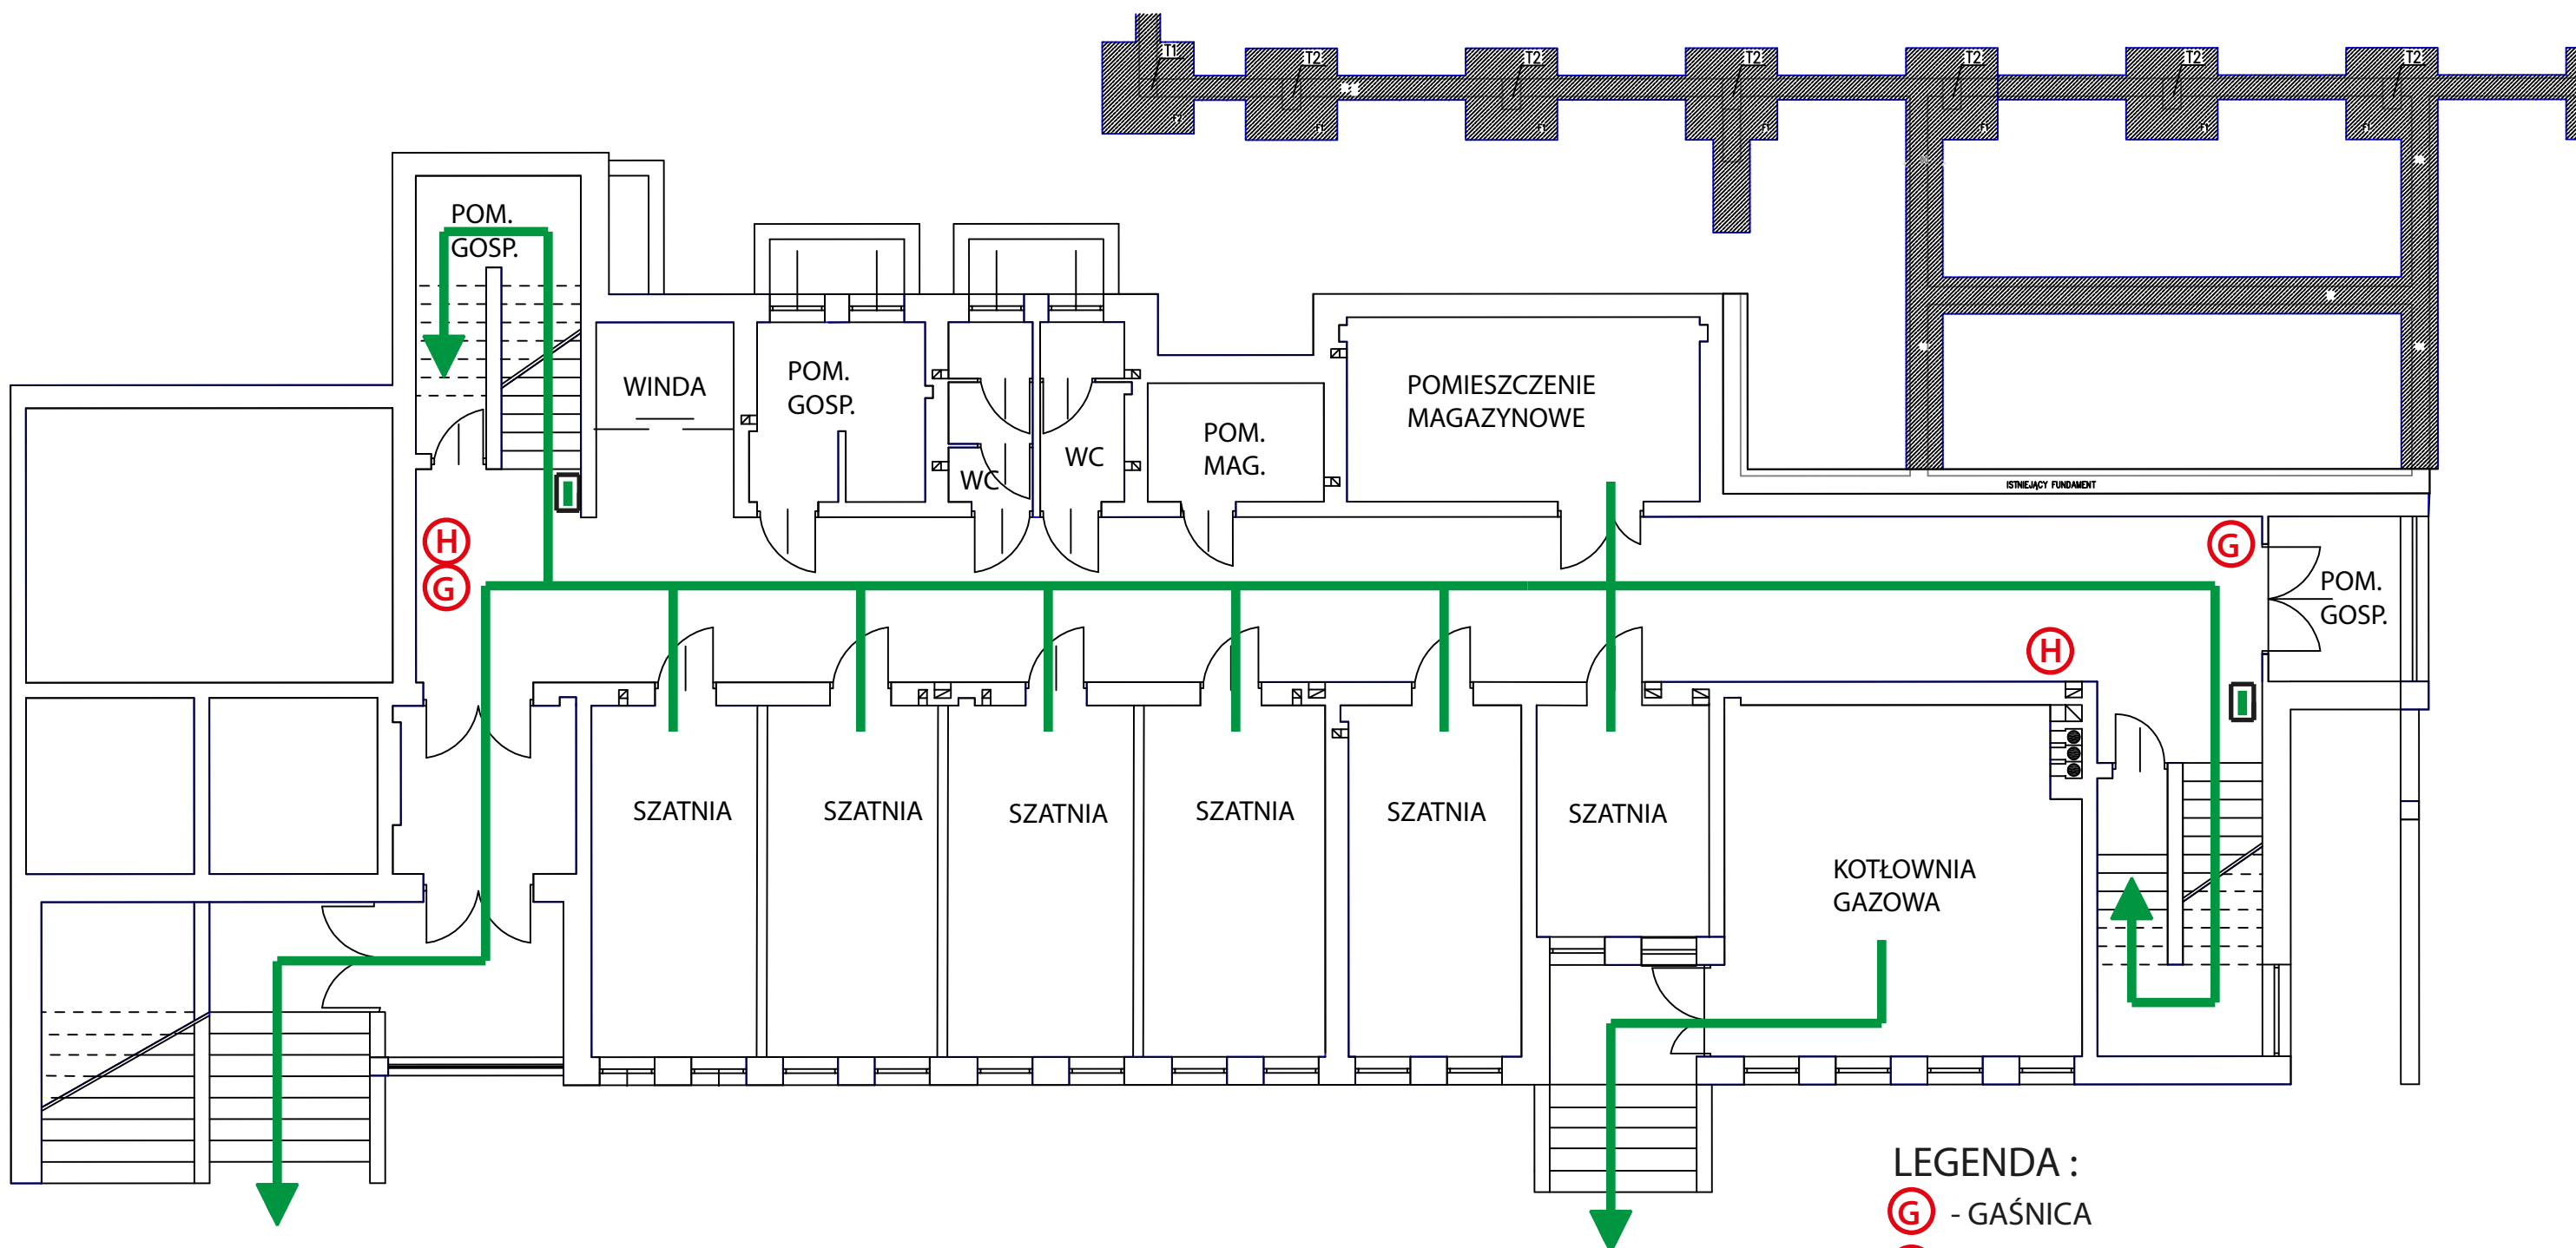 T1
T2
T2
T2
T2
T2
T2
POM.
GOSP.
WINDA
POM.
GOSP.
WC
WC
POM.
MAG.
POMIESZCZENIE
MAGAZYNOWE
ISTNIEJĄCY FUNDAMENT
H
G
G
H
POM.
GOSP.
SZATNIA
SZATNIA
SZATNIA
SZATNIA
SZATNIA
SZATNIA
KOTŁOWNIA
GAZOWA
LEGENDA :
G - GAŚNICA